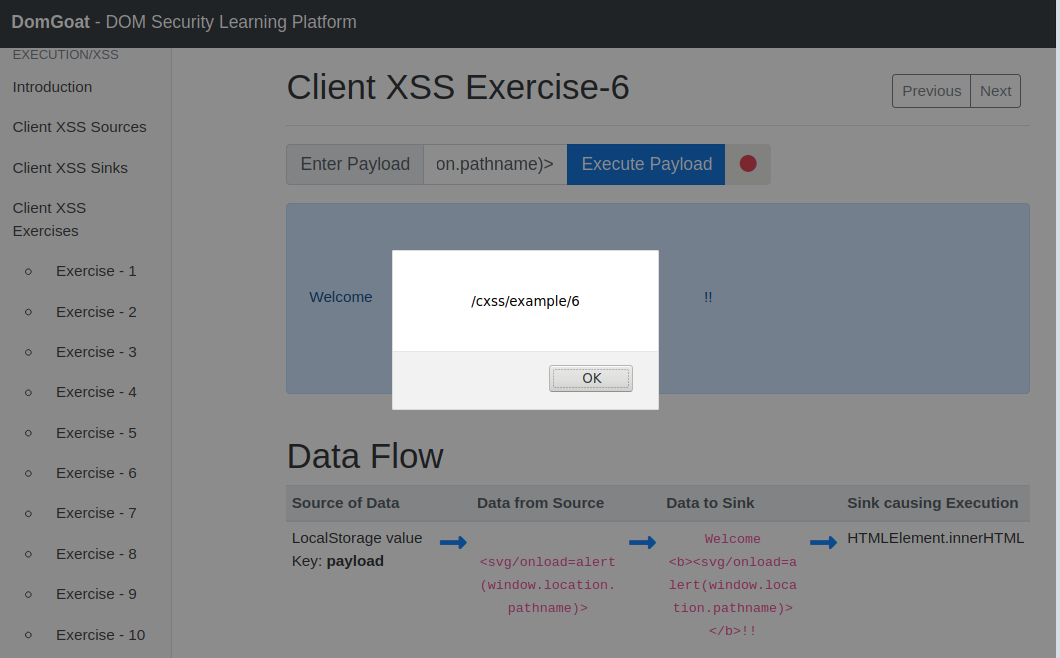 DomGoat - DOM Security Learning Platform
EXECUTION/XSS
Introduction
Client XSS Sources
Client XSS Sinks
Client XSS
Exercises
Exercise - 1
Exercise - 2
Exercise - 3
Exercise - 4
Exercise - 5
Exercise - 6
Exercise - 7
Exercise - 8
Exercise - 9
Exercise - 10
Client XSS Exercise-6
Previous
Next
Enter Payload
on.pathname)>
Execute Payload
Welcome
!!
/cxss/example/6
OK
Data Flow
Source of Data
Data from Source
Data to Sink
Sink causing Execution
LocalStorage value
Key: payload
<svg/onload=alert
(window.location.
pathname)>
Welcome
<b><svg/onload=a
lert(window.loca
tion.pathname)>
</b>!!
HTMLElement.innerHTML